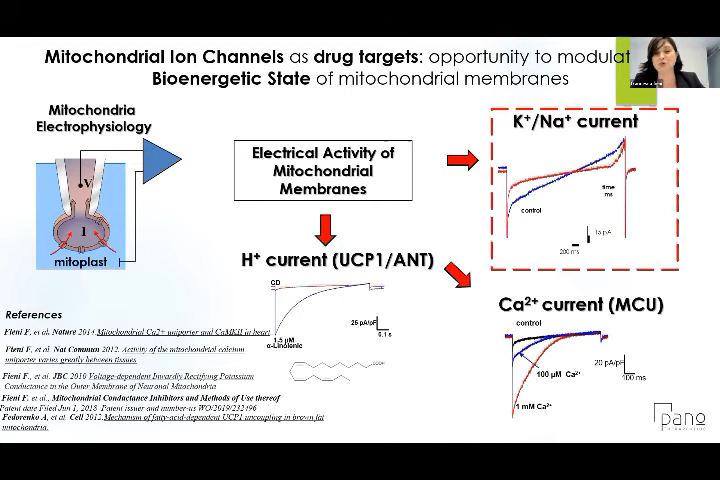 Mitochondrial Ion Channels as drug targets: opportunity to modulat
Bioenergetic State of mitochondrial membranes
Mitochondria
Electrophysiology
V
I
mitoplast
Electrical Activity of
Mitochondrial
Membranes
K⁺/Na⁺ current
control
time
ms
15 pA
200 ms
H⁺ current (UCP1/ANT)
CD
1.5 µM
α-Linolenic
25 pA/pF
0.1 s
COOH
Ca²⁺ current (MCU)
control
100 µM Ca²⁺
1 mM Ca²⁺
20 pA/pF
100 ms
References
Fieni F, et al. Nature 2014.Mitochondrial Ca2+ uniporter and CaMKII in heart
Fieni F, et al. Nat Commun 2012. Activity of the mitochondrial calcium
uniporter varies greatly between tissues
Fieni F., et al. JBC 2010 Voltage-dependent Inwardly Rectifying Potassium
Conductance in the Outer Membrane of Neuronal Mitochondria
Fieni F. et al., Mitochondrial Conductance Inhibitors and Methods of Use thereof
Patent date Filed Jun 1, 2018 Patent issuer and number-us WO/2019/232496
Fedorenko A, et al. Cell 2012.Mechanism of fatty-acid-dependent UCP1 uncoupling in brown fat
mitochondria.
pano
THERAPEUTICS